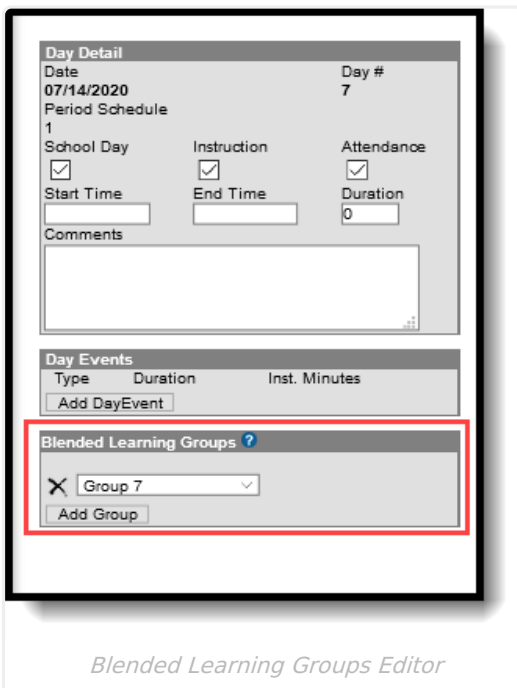 Day Detail
Date Day #
07/14/2020 7
Period Schedule
1
School Day Instruction Attendance
Start Time End Time Duration
0
Comments
Day Events
Type Duration Inst. Minutes
Add DayEvent
Blended Learning Groups ?
Group 7
Add Group
Blended Learning Groups Editor